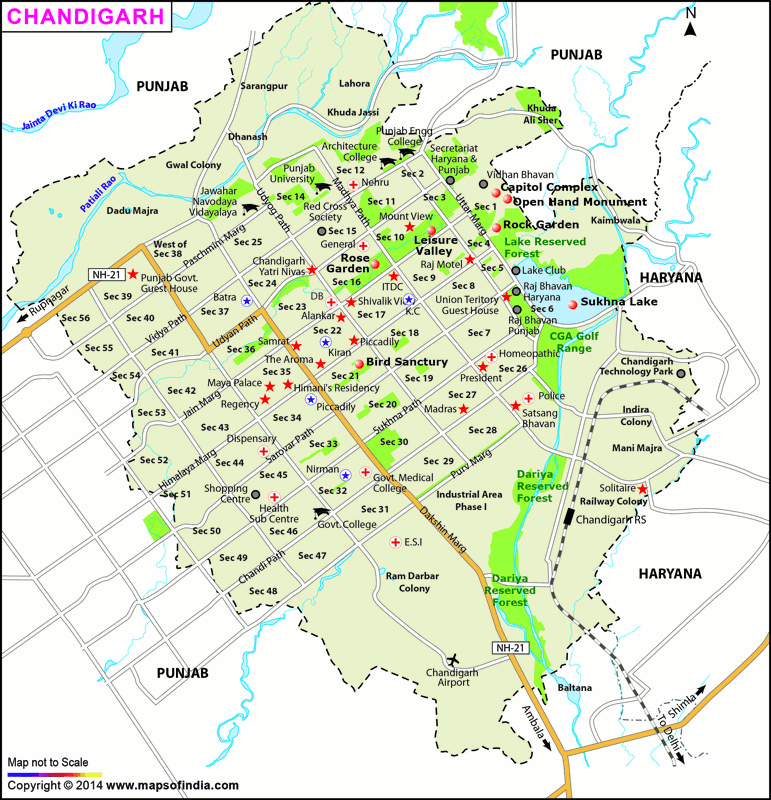 CHANDIGARH
N
PUNJAB
PUNJAB
Jainta Devi Ki Rao
Sarangpur
Lahora
Khuda Jassi
Khuda
Ali Sher
Dhanash
Punjab Engg
College
Architecture
College
Secretariat
Haryana &
Punjab
Vidhan Bhavan
Gwal Colony
Patiali Rao
Punjab
University
Sec 12
Nehru
Sec 2
Capitol Complex
Open Hand Monument
Jawahar
Navodaya
Vidyalaya
Udyog Path
Sec 14
Madhya Path
Sec 11
Sec 3
Uttar Marg
Sec 1
Dadu Majra
Red Cross
Society
Mount View
Rock Garden
Kaimbwala
Paschmini Marg
Sec 25
Sec 15
Sec 10
Leisure
Valley
Sec 4
Lake Reserved
Forest
West of
Sec 38
General
Rose
Garden
Raj Motel
Sec 5
Lake Club
HARYANA
NH-21
Punjab Govt.
Guest House
Sec 24
Chandigarh
Yatri Nivas
Sec 16
ITDC
Sec 9
Sec 8
Raj Bhavan
Haryana
Sukhna Lake
Rupnagar
Sec 39
Sec 40
Sec 37
Batra
Sec 23
DB
Alankar
Shivalik View
Sec 17
K.C
Union Territory
Guest House
Sec 6
Raj Bhavan
Punjab
Sec 56
Sec 55
Vidya Path
Sec 41
Udyan Path
Sec 36
Samrat
Sec 22
Kiran
Piccadily
Sec 18
Sec 7
CGA Golf
Range
Sec 54
The Aroma
Sec 21
Bird Sanctury
Homeopathic
Sec 26
President
Chandigarh
Technology Park
Sec 42
Maya Palace
Sec 35
Himani's Residency
Sec 19
Sec 53
Jain Marg
Regency
Piccadily
Sec 20
Sukhna Path
Sec 27
Madras
Police
Satsang
Bhavan
Indira
Colony
Sec 43
Sec 34
Sec 28
Mani Majra
Dispensary
Sarovar Path
Sec 33
Sec 30
Sec 52
Himalaya Marg
Sec 44
Sec 45
Nirman
Sec 29
Purv Marg
Dariya
Reserved
Forest
Solitaire
Railway Colony
Sec 51
Shopping
Centre
Health
Sub Centre
Sec 32
Govt. Medical
College
Industrial Area
Phase I
Sec 31
Govt. College
Dakshin Marg
Chandigarh RS
Sec 50
Sec 46
Sec 49
Chandi Path
Sec 47
E.S.I
Sec 48
Ram Darbar
Colony
Dariya
Reserved
Forest
HARYANA
PUNJAB
NH-21
Chandigarh
Airport
Baltana
Ambala
Shimla
To Delhi
Map not to Scale
Copyright © 2014 www.mapsofindia.com